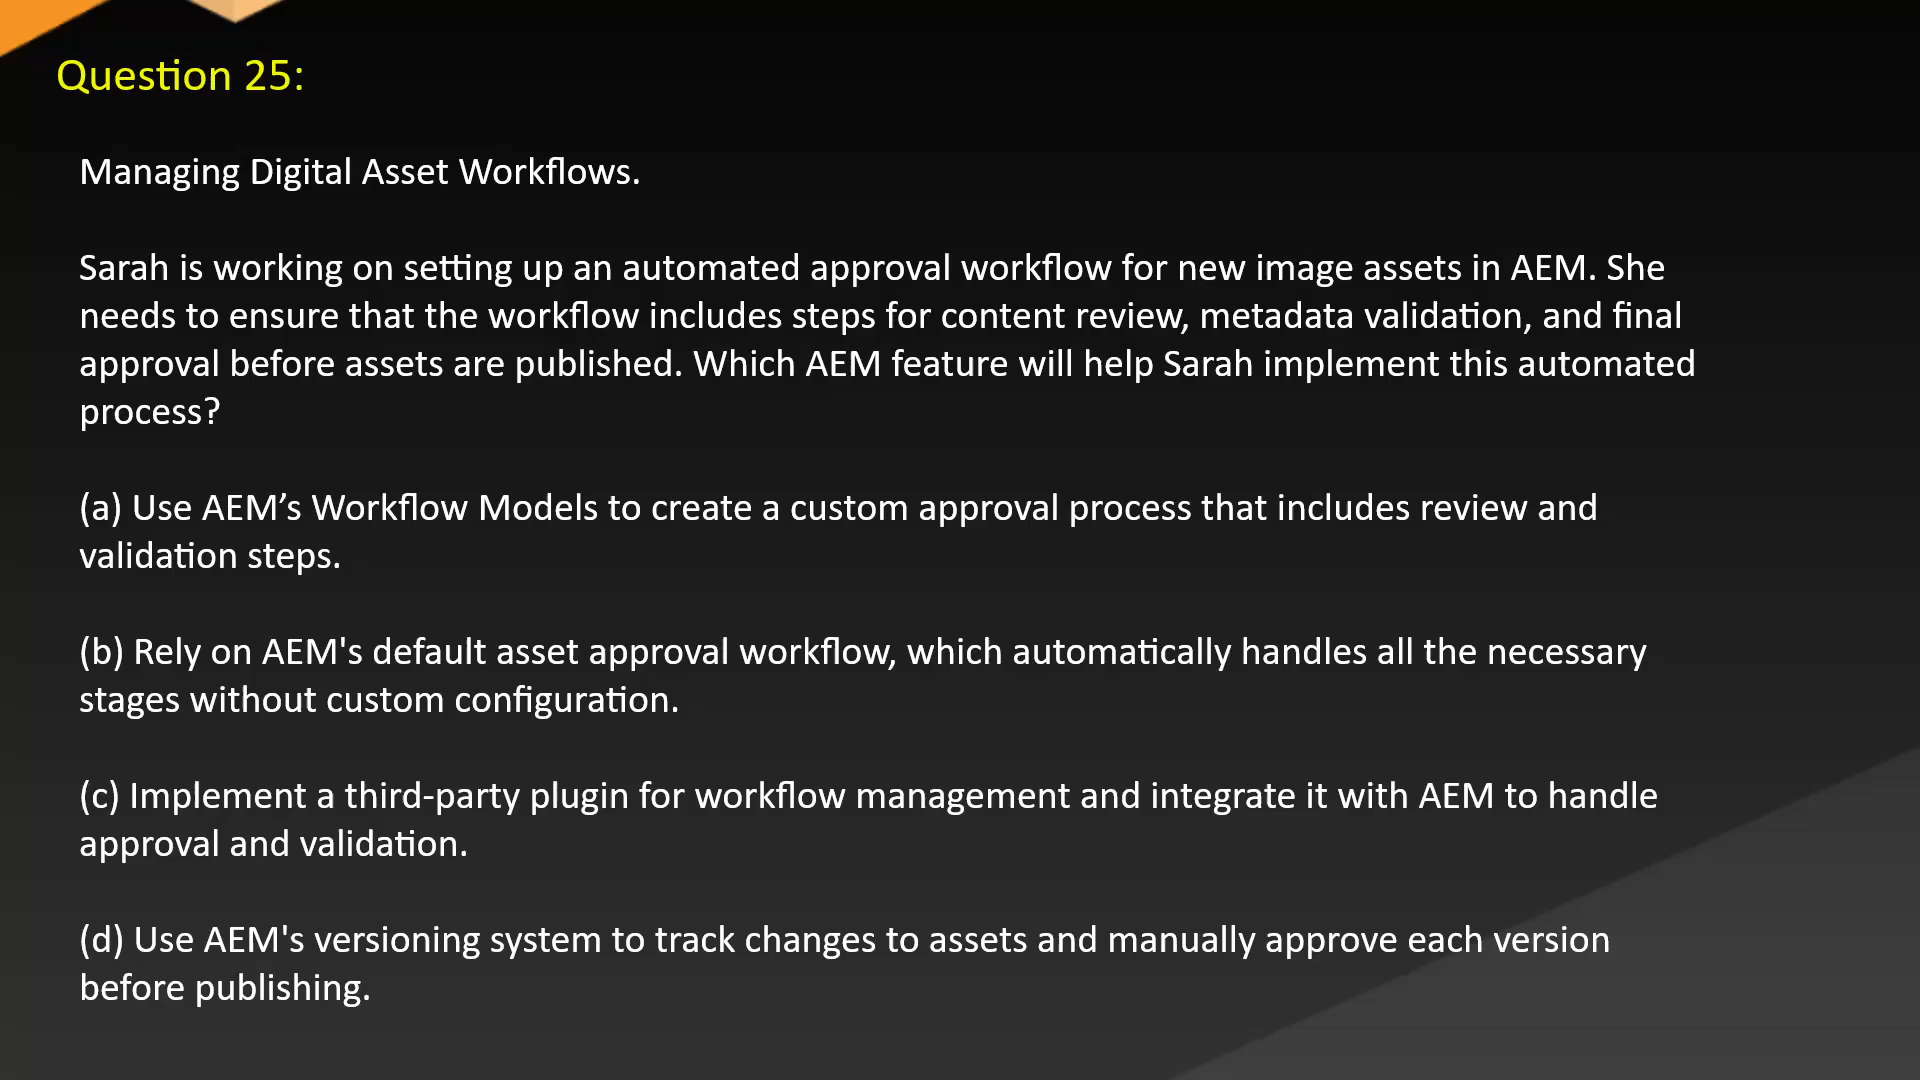 Question 25:
Managing Digital Asset Workflows.
Sarah is working on setting up an automated approval workflow for new image assets in AEM. She
needs to ensure that the workflow includes steps for content review, metadata validation, and final
approval before assets are published. Which AEM feature will help Sarah implement this automated
process?
(a) Use AEM’s Workflow Models to create a custom approval process that includes review and
validation steps.
(b) Rely on AEM's default asset approval workflow, which automatically handles all the necessary
stages without custom configuration.
(c) Implement a third-party plugin for workflow management and integrate it with AEM to handle
approval and validation.
(d) Use AEM's versioning system to track changes to assets and manually approve each version
before publishing.